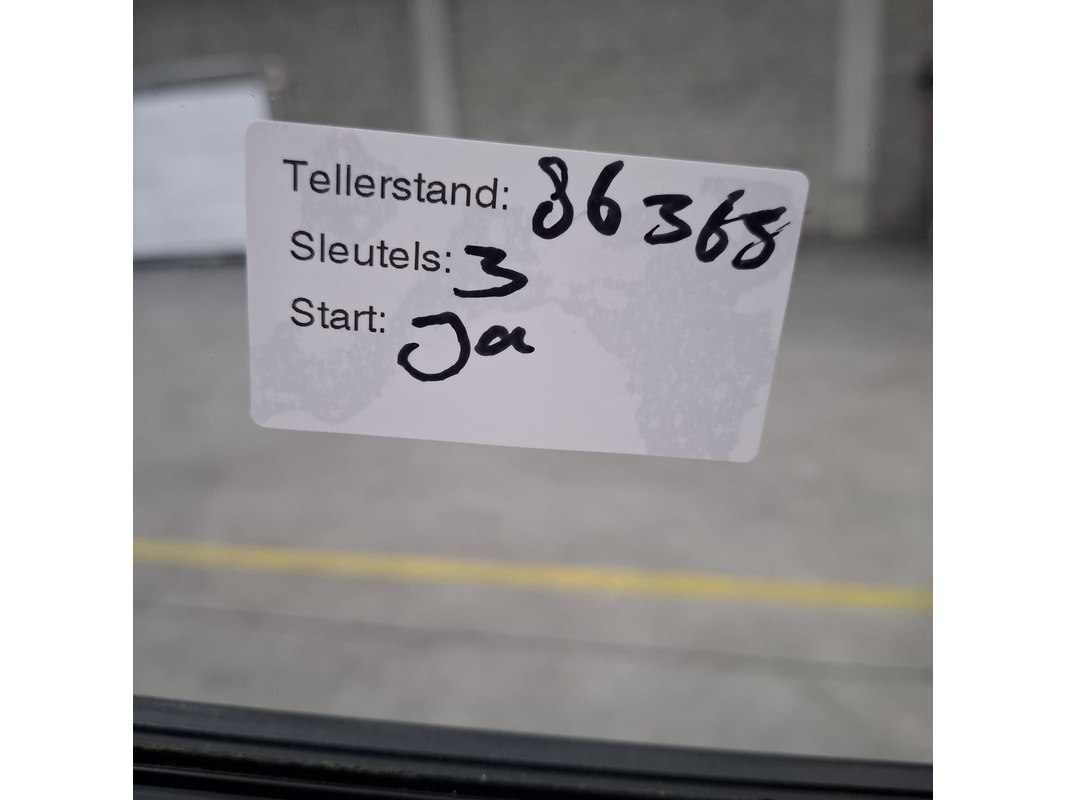 Tellerstand: 86368
Sleutels: 3
Start: Ja